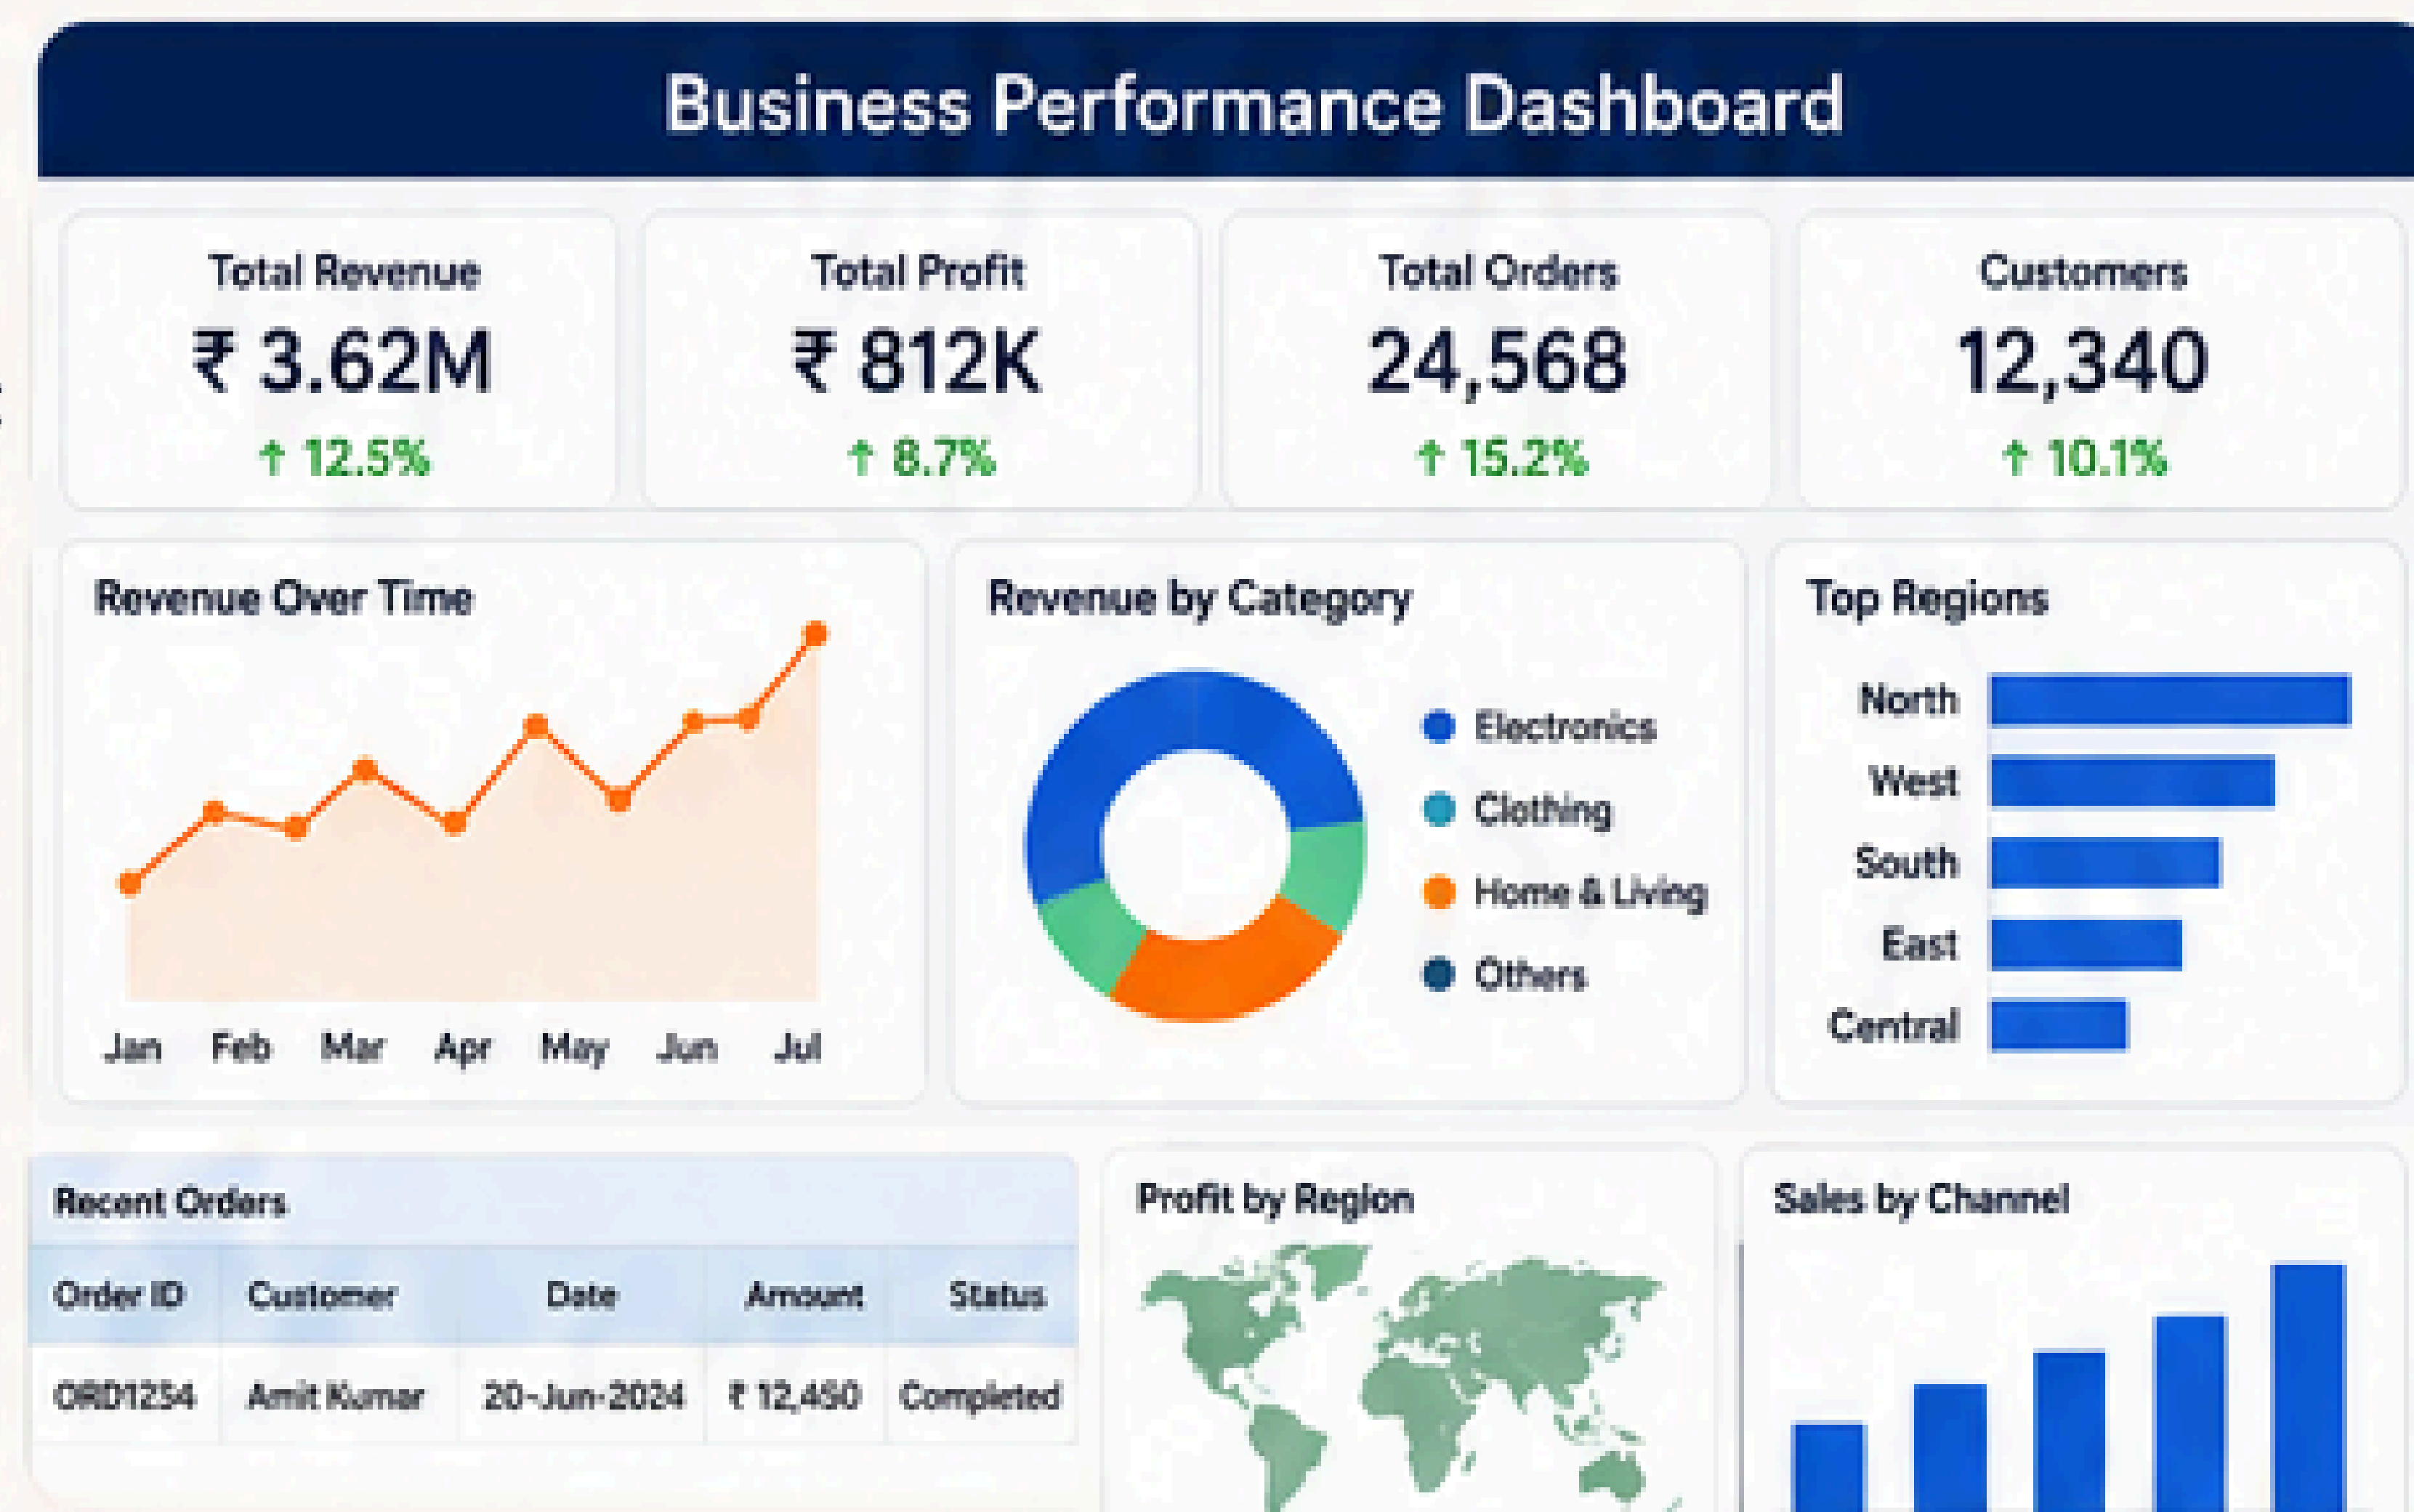 Business Performance Dashboard
Total Revenue
₹ 3.62M
↑ 12.5%
Total Profit
₹ 812K
↑ 8.7%
Total Orders
24,568
↑ 15.2%
Customers
12,340
↑ 10.1%
Revenue Over Time
Jan Feb Mar Apr May Jun Jul
Revenue by Category
Electronics
Clothing
Home & Living
Others
Top Regions
North
West
South
East
Central
Recent Orders
Order ID Customer Date Amount Status
ORD1234 Amit Kumar 20-Jun-2024 ₹ 12,450 Completed
Profit by Region
Sales by Channel